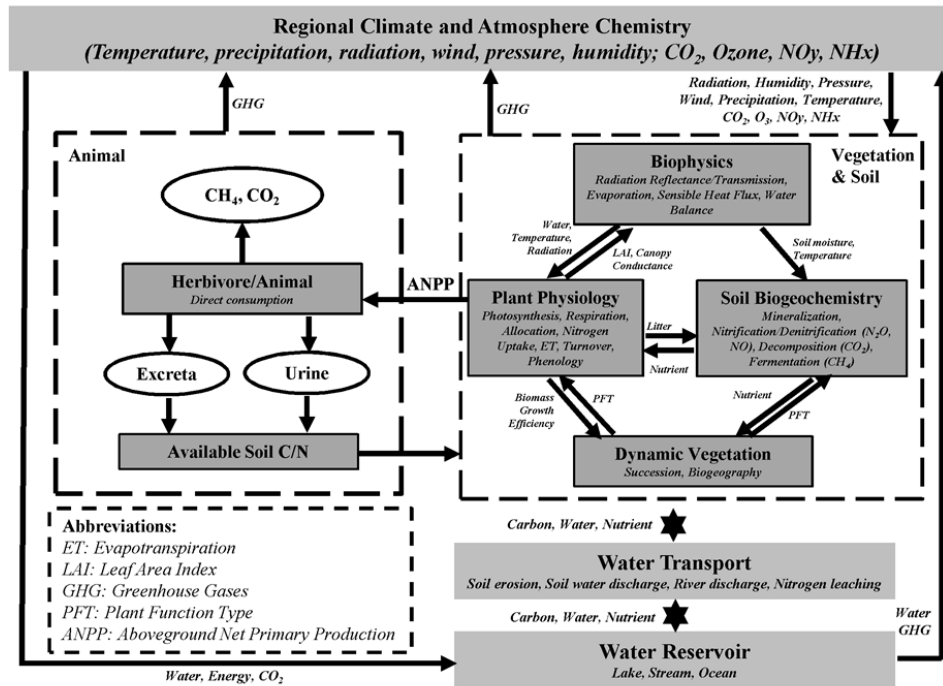 Regional Climate and Atmosphere Chemistry
(Temperature, precipitation, radiation, wind, pressure, humidity; CO₂, Ozone, NOy, NHx)
GHG
GHG
Radiation, Humidity, Pressure,
Wind, Precipitation, Temperature,
CO₂, O₃, NOy, NHx
Animal
CH₄, CO₂
Herbivore/Animal
Direct consumption
Excreta
Urine
Available Soil C/N
ANPP
Vegetation
& Soil
Biophysics
Radiation Reflectance/Transmission,
Evaporation, Sensible Heat Flux, Water
Balance
Water,
Temperature,
Radiation
LAI, Canopy
Conductance
Soil moisture,
Temperature
Plant Physiology
Photosynthesis, Respiration,
Allocation, Nitrogen
Uptake, ET, Turnover,
Phenology
Litter
Nutrient
Soil Biogeochemistry
Mineralization,
Nitrification/Denitrification (N₂O,
NO), Decomposition (CO₂),
Fermentation (CH₄)
Biomass
Growth
Efficiency
PFT
Nutrient
PFT
Dynamic Vegetation
Succession, Biogeography
Abbreviations:
ET: Evapotranspiration
LAI: Leaf Area Index
GHG: Greenhouse Gases
PFT: Plant Function Type
ANPP: Aboveground Net Primary Production
Carbon, Water, Nutrient
Water Transport
Soil erosion, Soil water discharge, River discharge, Nitrogen leaching
Carbon, Water, Nutrient
Water Reservoir
Lake, Stream, Ocean
Water
GHG
Water, Energy, CO₂